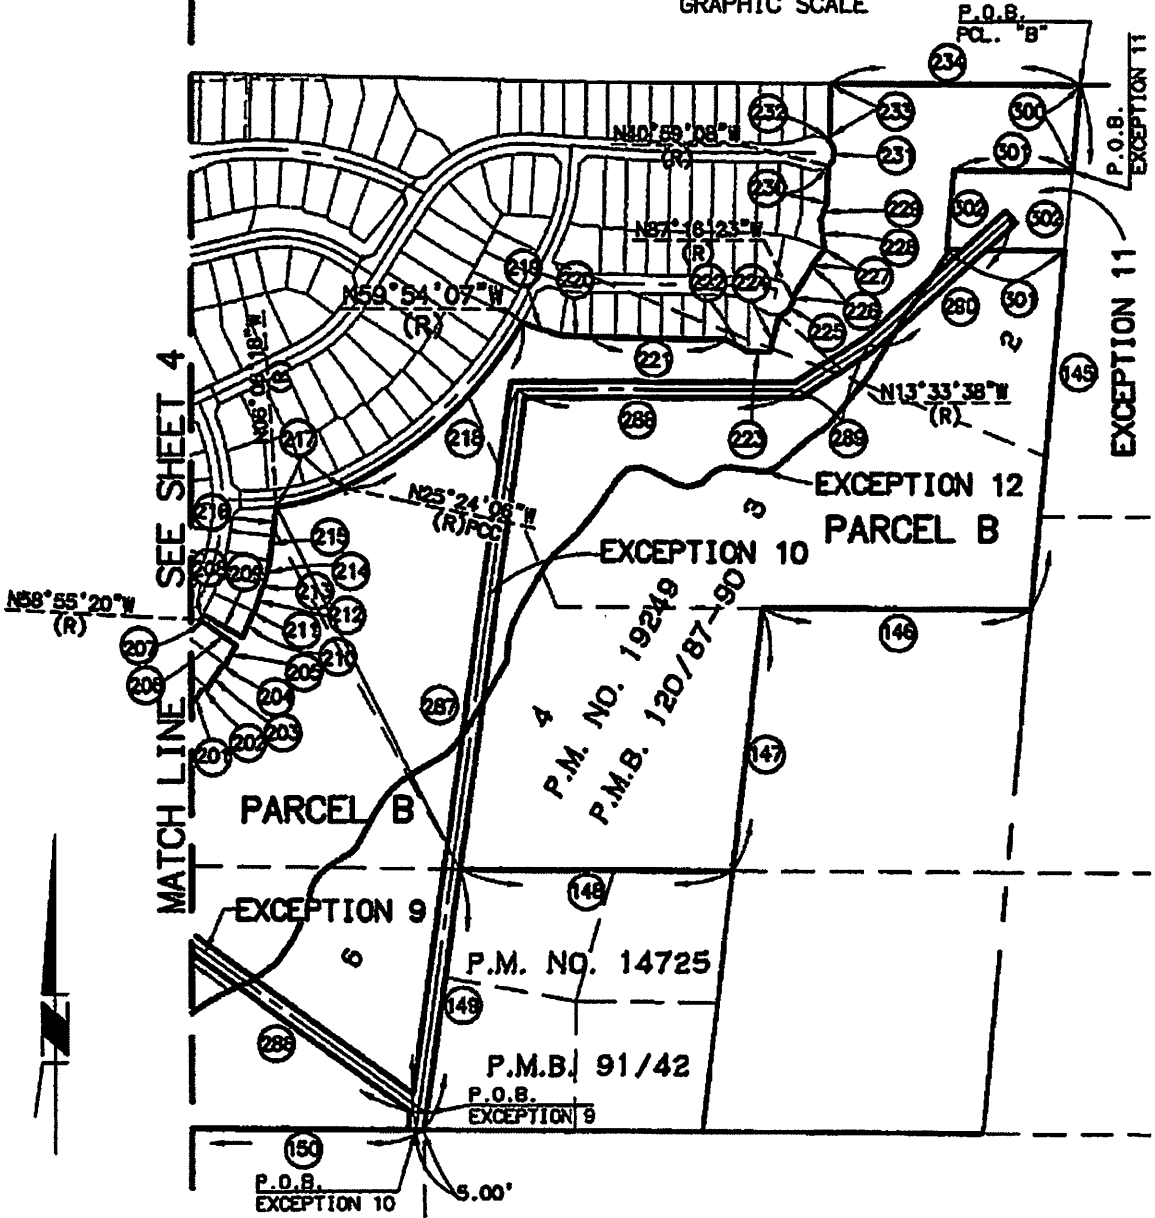 GRAPHIC SCALE
P.O.B.
PCL. "B"
234
P.O.B.
EXCEPTION 11
300
232
233
N40°59'08"W
(R)
231
301
230
302
302
N87°16'23"W
(R)
228
227
219
220
222
224
N59°54'07"W
(R)
226
225
280
301
2
221
145
EXCEPTION 11
MATCH LINE SEE SHEET 4
(R
288
N13°33'38"W
(R)
217
218
223
289
N25°24'06"W
(R)PCC
EXCEPTION 12
3
PARCEL B
216
215
EXCEPTION 10
209
214
213
N58°55'20"W
(R)
212
211
207
210
146
205
204
4
P.M. NO. 19249
P.M.B. 120/87-90
287
203
202
201
147
PARCEL B
148
EXCEPTION 9
6
P.M. NO. 14725
149
P.M.B. 91/42
P.O.B.
EXCEPTION 9
N
150
P.O.B.
EXCEPTION 10
5.00'